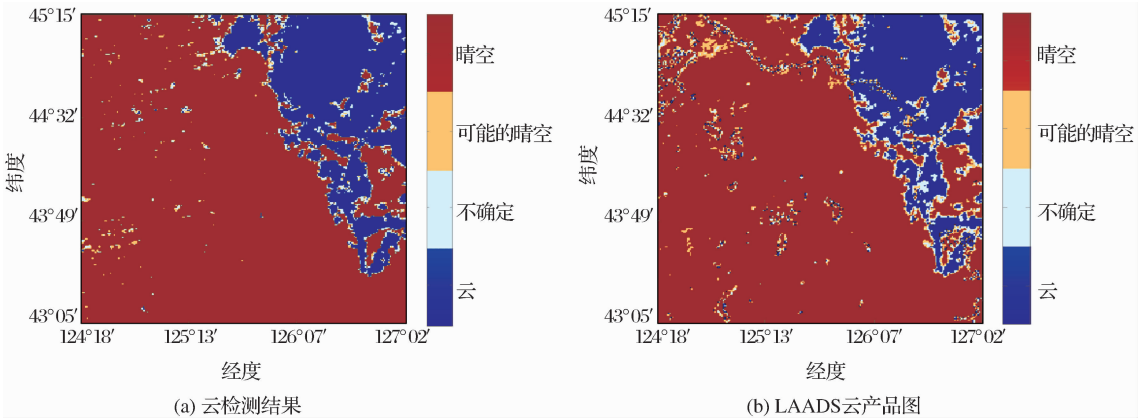 45°15′
44°32′
43°49′
43°05′
纬度
124°18′
125°13′
126°07′
127°02′
经度
晴空
可能的晴空
不确定
云
(a) 云检测结果
45°15′
44°32′
43°49′
43°05′
纬度
124°18′
125°13′
126°07′
127°02′
经度
晴空
可能的晴空
不确定
云
(b) LAADS云产品图